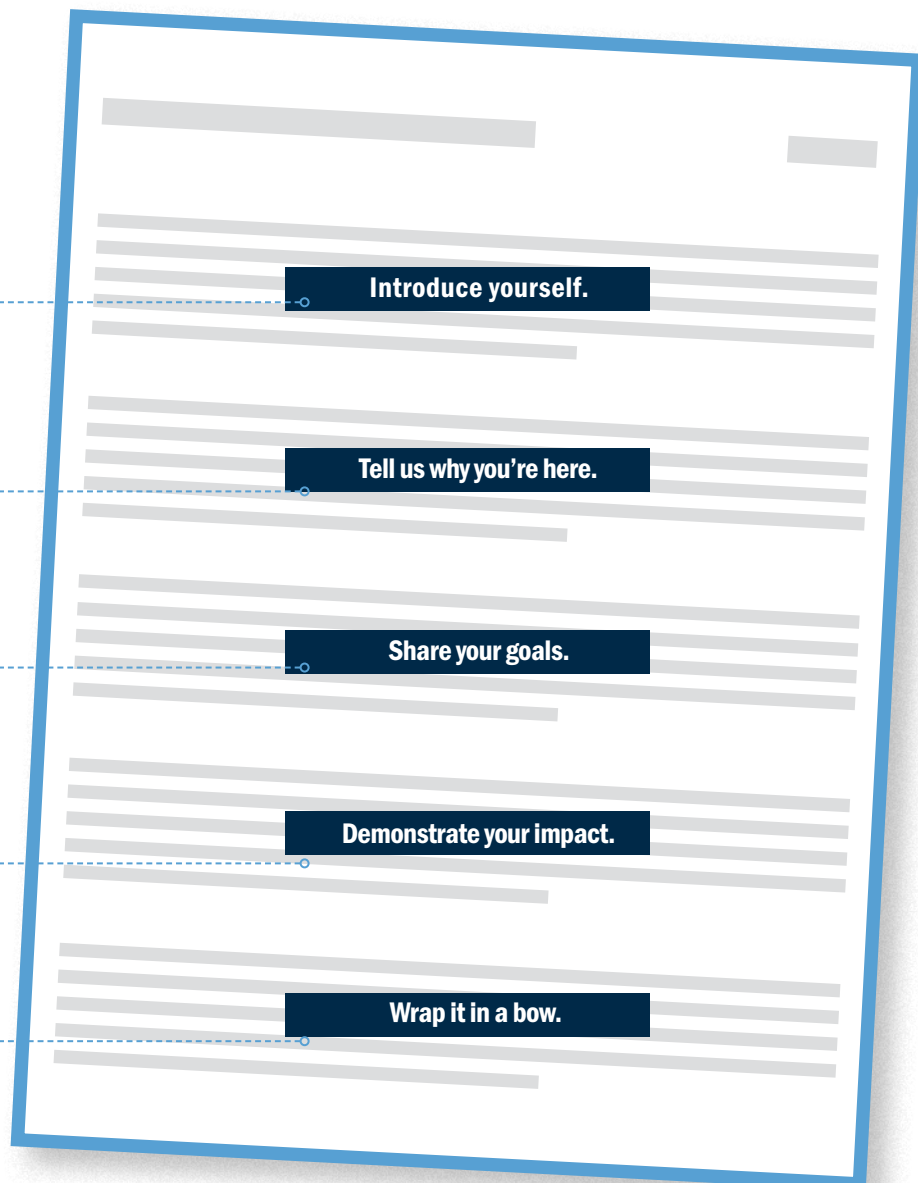 Introduce yourself.
Tell us why you’re here.
Share your goals.
Demonstrate your impact.
Wrap it in a bow.